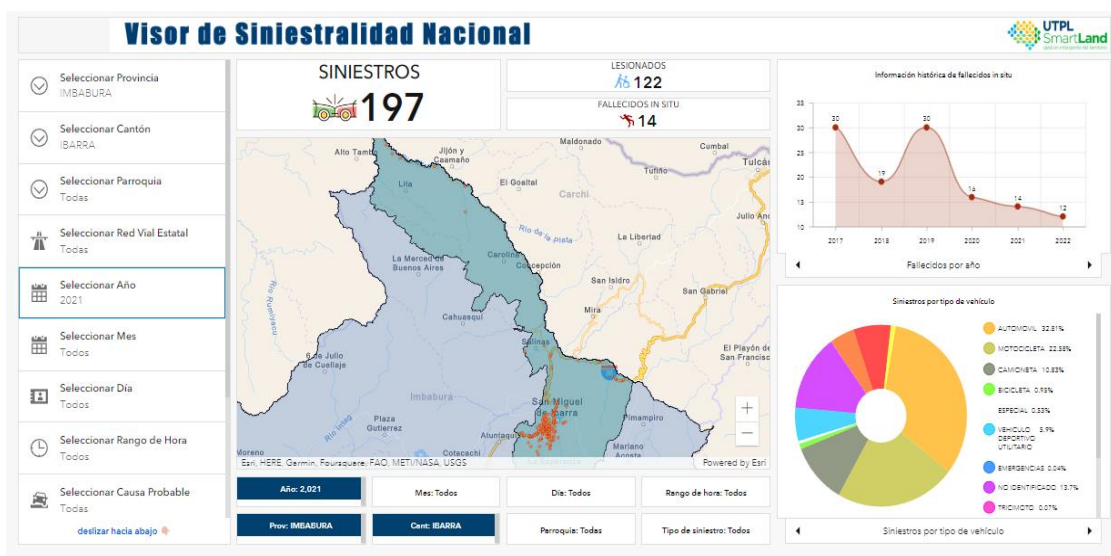 Visor de Siniestralidad Nacional
UTPL
SmartLand
Seleccionar Provincia
IMBABURA
Seleccionar Cantón
IBARRA
Seleccionar Parroquia
Todas
Seleccionar Red Vial Estatal
Todas
Seleccionar Año
2021
Seleccionar Mes
Todos
Seleccionar Día
Todos
Seleccionar Rango de Hora
Todos
Seleccionar Causa Probable
Todas
deslizar hacia abajo
SINIESTROS
197
LESIONADOS
122
FALLECIDOS IN SITU
14
Alto Tambo
Jijón y
Caamaño
Maldonado
Cumbal
Tulcán
Tufiño
Lita
El Goaltal
Carchi
Julio And
Río de la plata
La Libertad
La Merced de
Buenos Aires
Carolina
Concepción
San Isidro
San Gabriel
Mira
Río Rumiyacu
Cahuasquí
Salinas
6 de Julio
de Cuellaje
El Playón de
San Francisc
Imbabura
San Miguel
de Ibarra
Pimampiro
Plaza
Gutierrez
Río Intag
Atuntaqui
Moreno
Cotacachi
Mariano
Acosta
La Esperanza
+
−
Esri, HERE, Garmin, Foursquare, FAO, METI/NASA, USGS
Powered by Esri
Año: 2,021
Mes: Todos
Día: Todos
Rango de hora: Todos
Prov: IMBABURA
Cant: IBARRA
Parroquia: Todas
Tipo de siniestro: Todos
Información histórica de fallecidos in situ
33
30
25
20
15
10
30
19
30
16
14
12
2017
2018
2019
2020
2021
2022
Fallecidos por año
Siniestros por tipo de vehículo
AUTOMOVIL 32.81%
MOTOCICLETA 22.58%
CAMIONETA 10.83%
BICICLETA 0.93%
ESPECIAL 0.53%
VEHICULO 5.9%
DEPORTIVO
UTILITARIO
EMERGENCIAS 0.04%
NO IDENTIFICADO 13.7%
TRICIMOTO 0.07%
Siniestros por tipo de vehículo